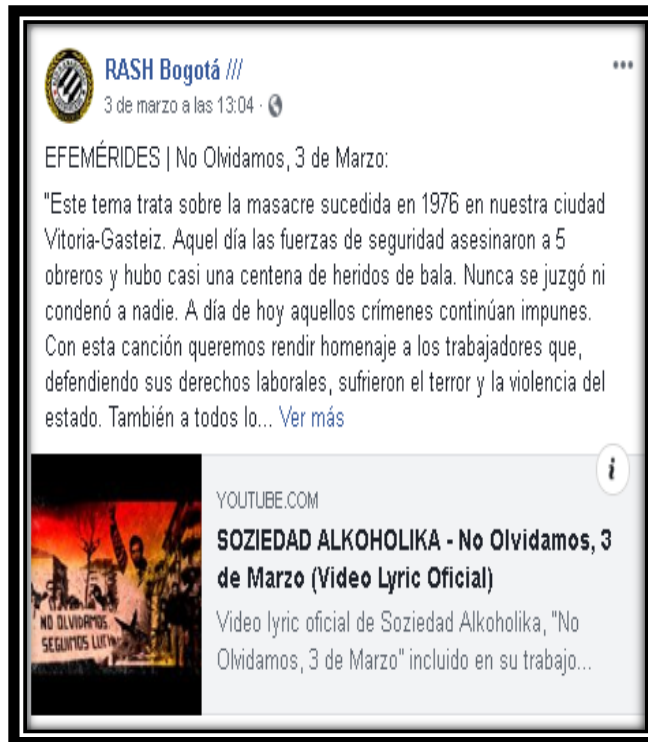 RASH Bogotá ///
3 de marzo a las 13:04 ·
EFEMÉRIDES | No Olvidamos, 3 de Marzo:
"Este tema trata sobre la masacre sucedida en 1976 en nuestra ciudad
Vitoria-Gasteiz. Aquel día las fuerzas de seguridad asesinaron a 5
obreros y hubo casi una centena de heridos de bala. Nunca se juzgó ni
condenó a nadie. A día de hoy aquellos crímenes continúan impunes.
Con esta canción queremos rendir homenaje a los trabajadores que,
defendiendo sus derechos laborales, sufrieron el terror y la violencia del
estado. También a todos lo... Ver más
YOUTUBE.COM
SOZIEDAD ALKOHOLIKA - No Olvidamos, 3
de Marzo (Video Lyric Oficial)
Video lyric oficial de Soziedad Alkoholika, "No
Olvidamos, 3 de Marzo" incluido en su trabajo...
NO OLVIDAMOS
SEGUIMOS